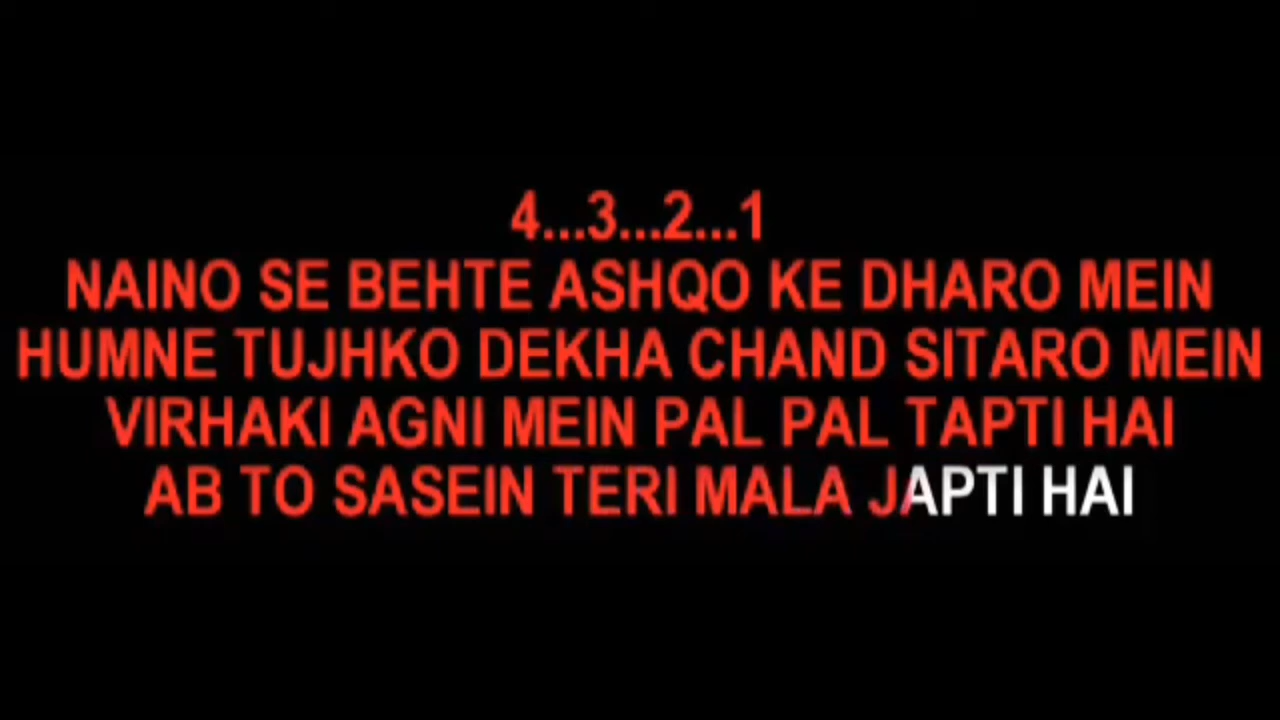 4...3...2...1
NAINO SE BEHTE ASHQO KE DHARO MEIN
HUMNE TUJHKO DEKHA CHAND SITARO MEIN
VIRHAKI AGNI MEIN PAL PAL TAPTI HAI
AB TO SASEIN TERI MALA JAPTI HAI